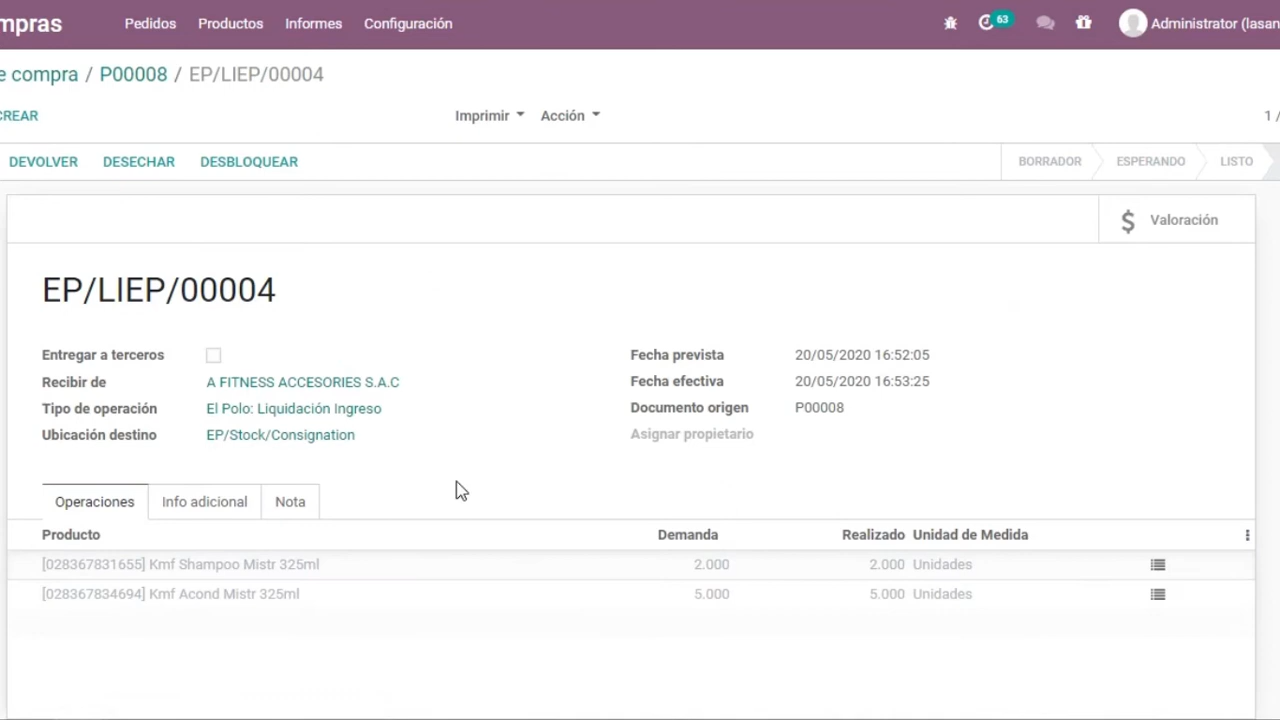 mpras Pedidos Productos Informes Configuración 63 Administrator (lasan
e compra / P00008 / EP/LIEP/00004
CREAR Imprimir Acción 1 /
DEVOLVER DESECHAR DESBLOQUEAR BORRADOR ESPERANDO LISTO
$ Valoración
EP/LIEP/00004
Entregar a terceros Fecha prevista 20/05/2020 16:52:05
Recibir de A FITNESS ACCESORIES S.A.C Fecha efectiva 20/05/2020 16:53:25
Tipo de operación El Polo: Liquidación Ingreso Documento origen P00008
Ubicación destino EP/Stock/Consignation Asignar propietario
Operaciones Info adicional Nota
Producto Demanda Realizado Unidad de Medida
[028367831655] Kmf Shampoo Mistr 325ml 2.000 2.000 Unidades
[028367834694] Kmf Acond Mistr 325ml 5.000 5.000 Unidades